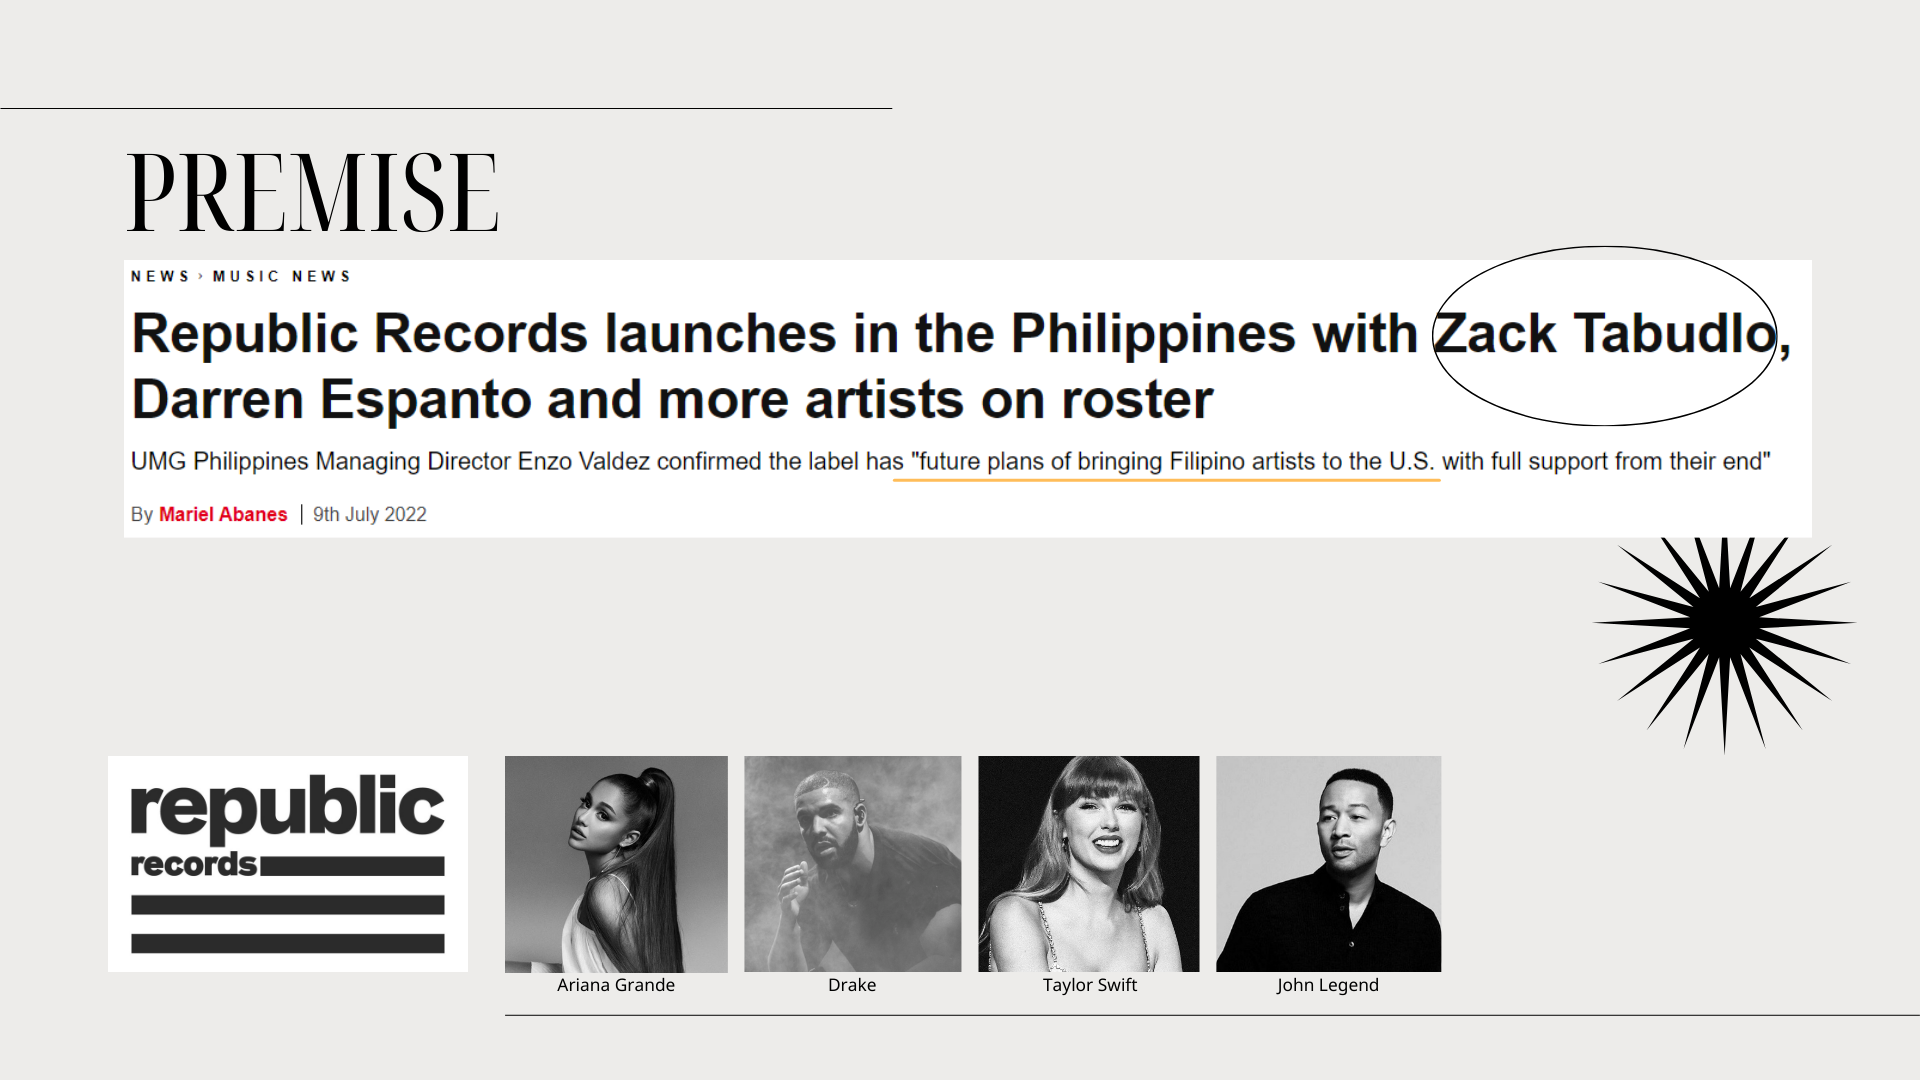 PREMISE
NEWS › MUSIC NEWS
Republic Records launches in the Philippines with Zack Tabudlo,
Darren Espanto and more artists on roster
UMG Philippines Managing Director Enzo Valdez confirmed the label has "future plans of bringing Filipino artists to the U.S. with full support from their end"
By Mariel Abanes | 9th July 2022
republic
records
Ariana Grande
Drake
Taylor Swift
John Legend